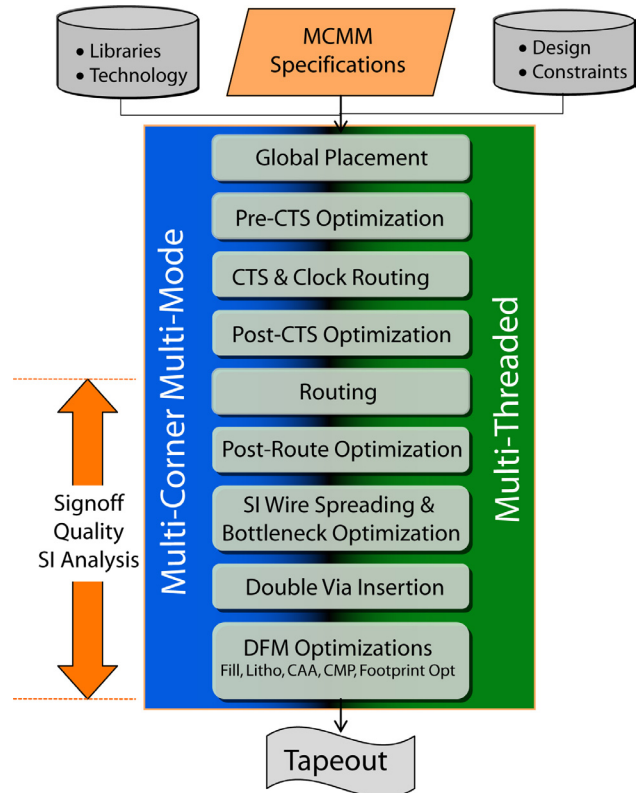 • Libraries
• Technology
MCMM
Specifications
• Design
• Constraints
Global Placement
Pre-CTS Optimization
CTS & Clock Routing
Post-CTS Optimization
Routing
Post-Route Optimization
SI Wire Spreading &
Bottleneck Optimization
Double Via Insertion
DFM Optimizations
Fill, Litho, CAA, CMP, Footprint Opt
Multi-Corner Multi-Mode
Multi-Threaded
Signoff
Quality
SI Analysis
Tapeout